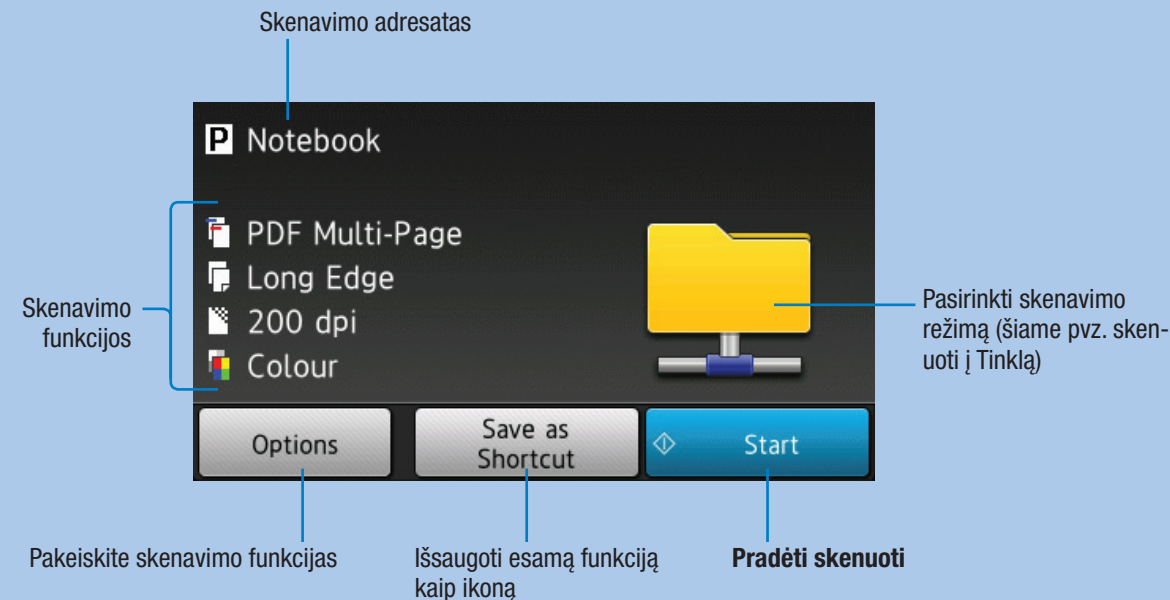 Skenavimo adresatas
P Notebook
PDF Multi-Page
Long Edge
200 dpi
Colour
Skenavimo
funkcijos
Pasirinkti skenavimo
režimą (šiame pvz. sken-
uoti į Tinklą)
Options
Save as
Shortcut
Start
Pakeiskite skenavimo funkcijas
Išsaugoti esamą funkciją
kaip ikoną
Pradėti skenuoti